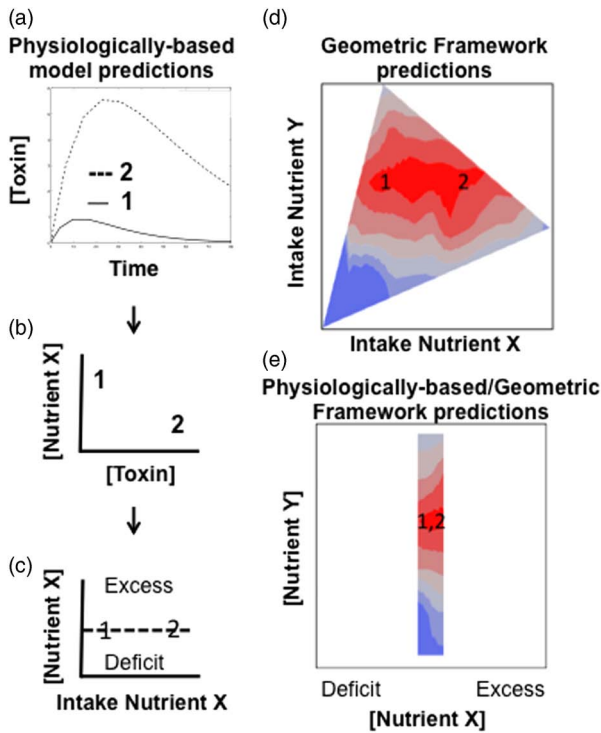 (a)
Physiologically-based
model predictions
[Toxin]
2
1
Time
(b)
[Nutrient X]
1
2
[Toxin]
(c)
[Nutrient X]
Excess
1
2
Deficit
Intake Nutrient X
(d)
Geometric Framework
predictions
Intake Nutrient Y
1
2
Intake Nutrient X
(e)
Physiologically-based/Geometric
Framework predictions
[Nutrient Y]
1,2
Deficit
Excess
[Nutrient X]